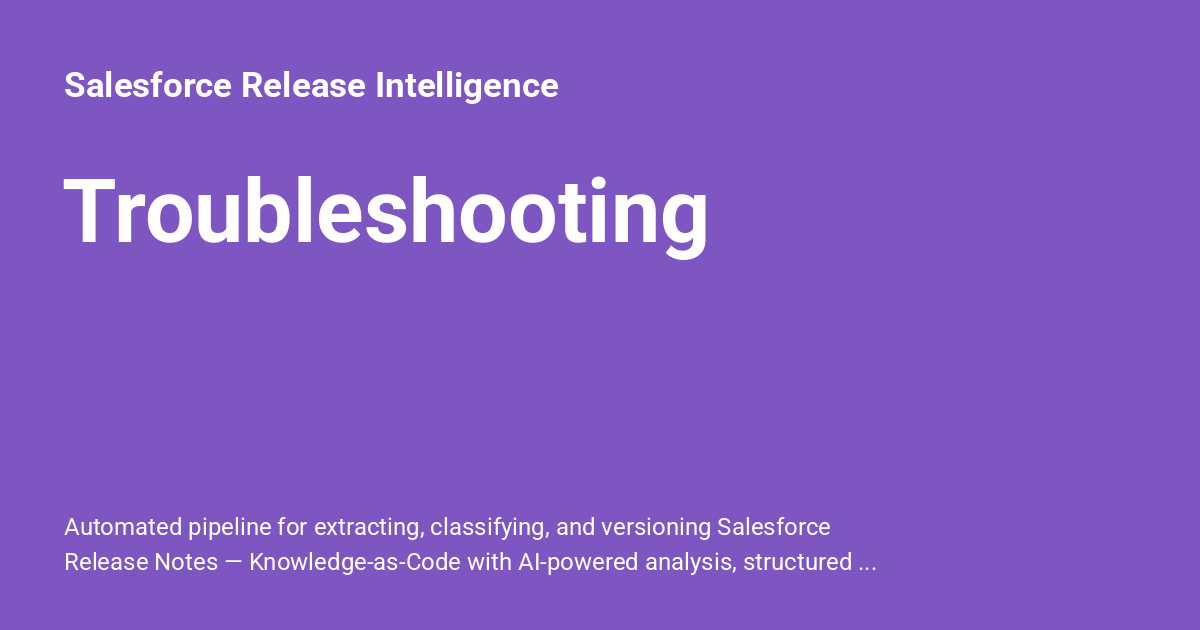 Salesforce Release Intelligence
Troubleshooting
Automated pipeline for extracting, classifying, and versioning Salesforce
Release Notes — Knowledge-as-Code with AI-powered analysis, structured ...